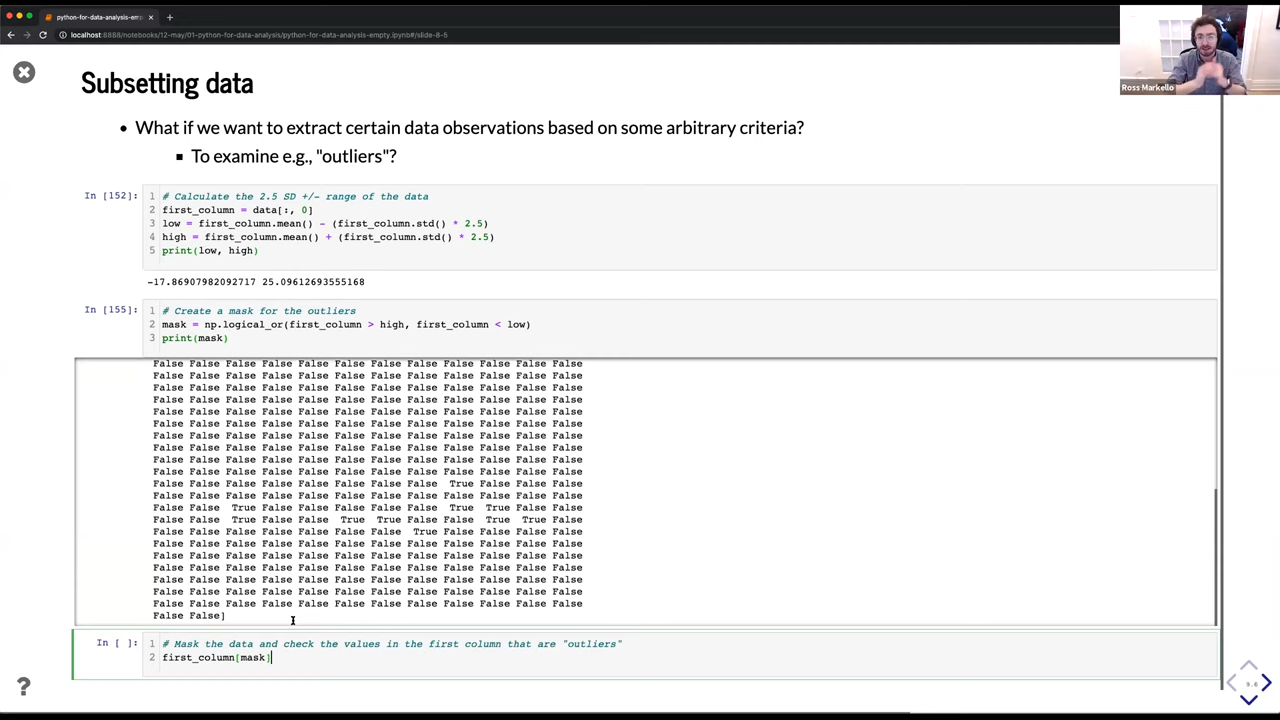 python-for-data-analysis-emp
localhost:8888/notebooks/12-may/01-python-for-data-analysis/python-for-data-analysis-empty.ipynb#/slide-8-5
Ross Markello
Subsetting data
What if we want to extract certain data observations based on some arbitrary criteria?
To examine e.g., "outliers"?
In [152]:
1 # Calculate the 2.5 SD +/- range of the data
2 first_column = data[:, 0]
3 low = first_column.mean() - (first_column.std() * 2.5)
4 high = first_column.mean() + (first_column.std() * 2.5)
5 print(low, high)
-17.86907982092717 25.09612693555168
In [155]:
1 # Create a mask for the outliers
2 mask = np.logical_or(first_column > high, first_column < low)
3 print(mask)
False False False False False False False False False False False False
False False False False False False False False False False False False
False False False False False False False False False False False False
False False False False False False False False False False False False
False False False False False False False False False False False False
False False False False False False False False False False False False
False False False False False False False False False False False False
False False False False False False False False False False False False
False False False False False False False False False False False False
False False False False False False False False False False False False
False False False False False False False False True False False False
False False False False False False False False False False False False
False False True False False False False False True True False False
False False True False False True True False False True True False
False False False False False False False True False False False False
False False False False False False False False False False False False
False False False False False False False False False False False False
False False False False False False False False False False False False
False False False False False False False False False False False False
False False False False False False False False False False False False
False False False False False False False False False False False False
False False]
In [ ]:
1 # Mask the data and check the values in the first column that are "outliers"
2 first_column[mask]
?
9.6